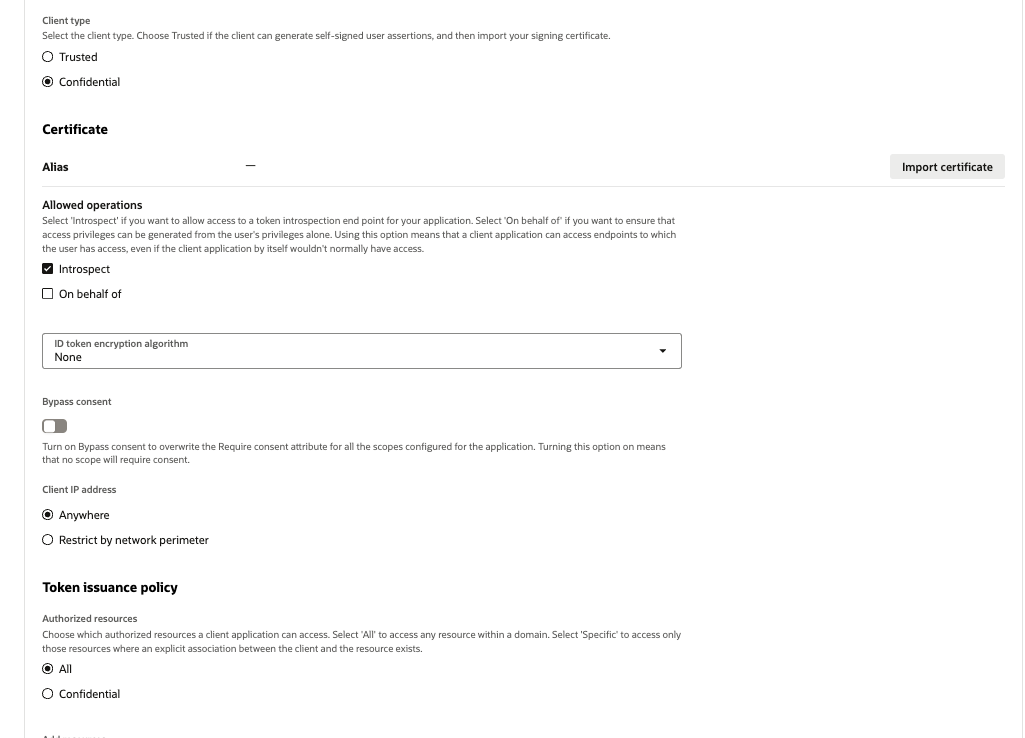 Client type
Select the client type. Choose Trusted if the client can generate self-signed user assertions, and then import your signing certificate.
Trusted
Confidential
Certificate
Alias — Import certificate
Allowed operations
Select 'Introspect' if you want to allow access to a token introspection end point for your application. Select 'On behalf of' if you want to ensure that
access privileges can be generated from the user's privileges alone. Using this option means that a client application can access endpoints to which
the user has access, even if the client application by itself wouldn't normally have access.
Introspect
On behalf of
ID token encryption algorithm
None
Bypass consent
Turn on Bypass consent to overwrite the Require consent attribute for all the scopes configured for the application. Turning this option on means
that no scope will require consent.
Client IP address
Anywhere
Restrict by network perimeter
Token issuance policy
Authorized resources
Choose which authorized resources a client application can access. Select 'All' to access any resource within a domain. Select 'Specific' to access only
those resources where an explicit association between the client and the resource exists.
All
Confidential